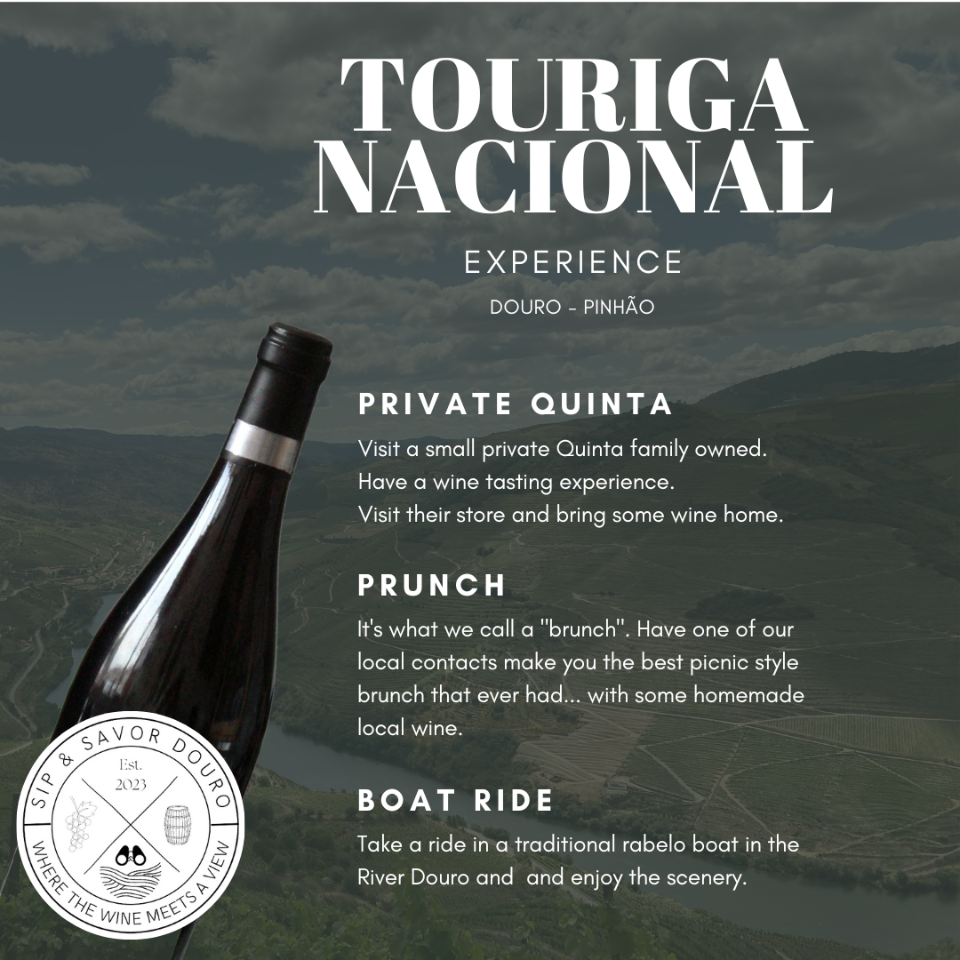 TOURIGA
NACIONAL
EXPERIENCE
DOURO - PINHÃO
PRIVATE QUINTA
Visit a small private Quinta family owned.
Have a wine tasting experience.
Visit their store and bring some wine home.
PRUNCH
It's what we call a "brunch". Have one of our
local contacts make you the best picnic style
brunch that ever had... with some homemade
local wine.
BOAT RIDE
Take a ride in a traditional rabelo boat in the
River Douro and  and enjoy the scenery.
SIP & SAVOR DOURO
Est.
2023
WHERE THE WINE MEETS A VIEW